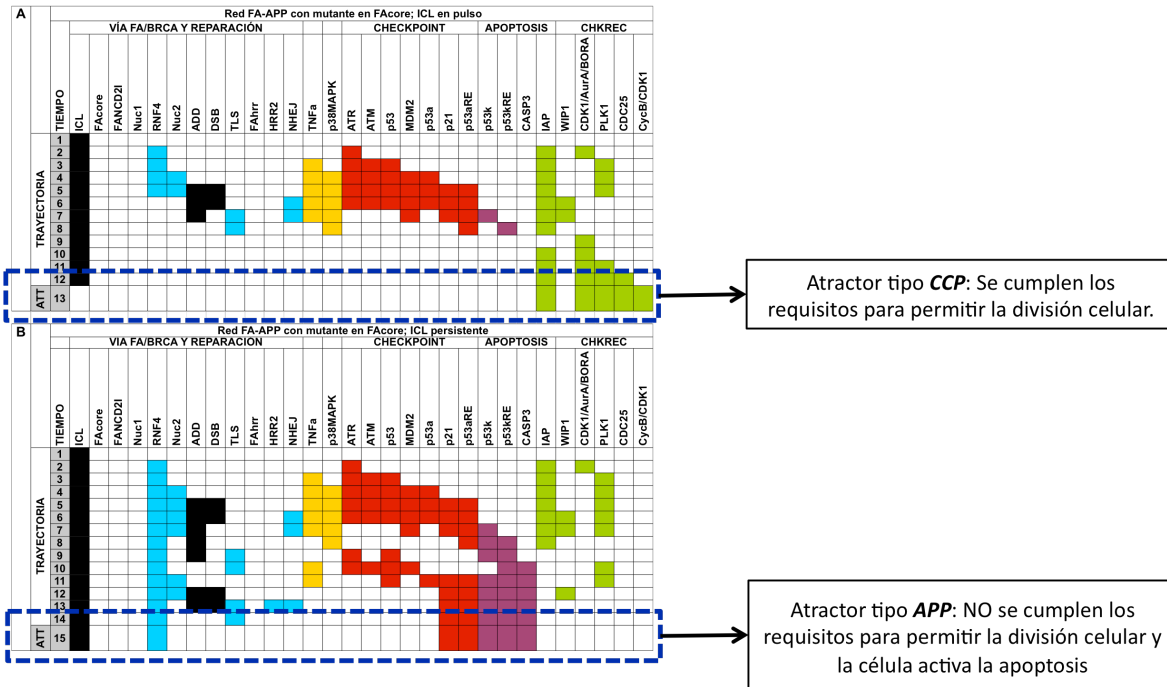 A
Red FA-APP con mutante en FAcore; ICL en pulso
VÍA FA/BRCA Y REPARACIÓN CHECKPOINT APOPTOSIS CHKREC
TIEMPO ICL FAcore FANCD2I Nuc1 RNF4 Nuc2 ADD DSB TLS FAhrr HRR2 NHEJ TNFa p38MAPK ATR ATM p53 MDM2 p53a p21 p53aRE p53k p53kRE CASP3 IAP WIP1 CDK1/AurA/BORA PLK1 CDC25 CycB/CDK1
TRAYECTORIA
1
2
3
4
5
6
7
8
9
10
11
12
ATT 13
Atractor tipo CCP: Se cumplen los
requisitos para permitir la división celular.
B
Red FA-APP con mutante en FAcore; ICL persistente
VIA FA/BRCA Y REPARACION CHECKPOINT APOPTOSIS CHKREC
TIEMPO ICL FAcore FANCD2I Nuc1 RNF4 Nuc2 ADD DSB TLS FAhrr HRR2 NHEJ TNFa p38MAPK ATR ATM p53 MDM2 p53a p21 p53aRE p53k p53kRE CASP3 IAP WIP1 CDK1/AurA/BORA PLK1 CDC25 CycB/CDK1
TRAYECTORIA
1
2
3
4
5
6
7
8
9
10
11
12
13
14
ATT 15
Atractor tipo APP: NO se cumplen los
requisitos para permitir la división celular y
la célula activa la apoptosis